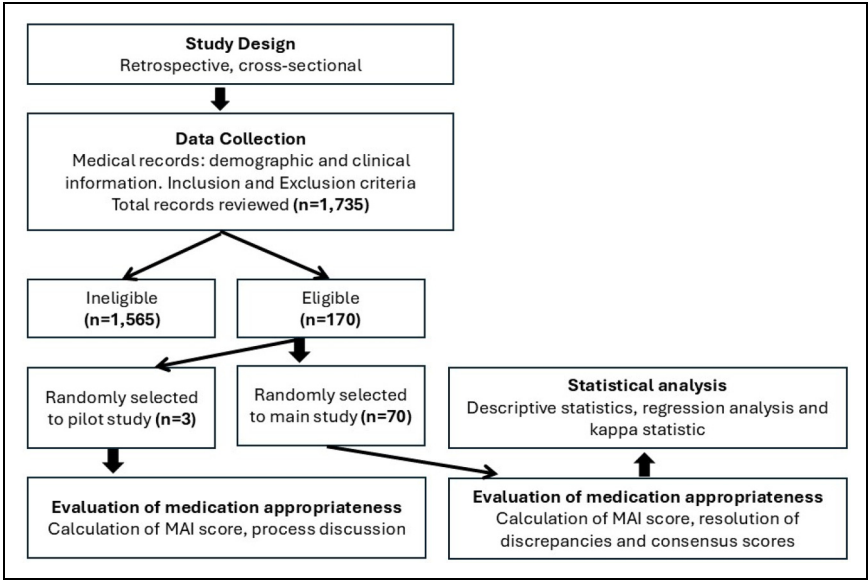 Study Design
Retrospective, cross-sectional
Data Collection
Medical records: demographic and clinical
information. Inclusion and Exclusion criteria
Total records reviewed (n=1,735)
Ineligible
(n=1,565)
Eligible
(n=170)
Randomly selected
to pilot study (n=3)
Randomly selected
to main study (n=70)
Statistical analysis
Descriptive statistics, regression analysis and
kappa statistic
Evaluation of medication appropriateness
Calculation of MAI score, process discussion
Evaluation of medication appropriateness
Calculation of MAI score, resolution of
discrepancies and consensus scores